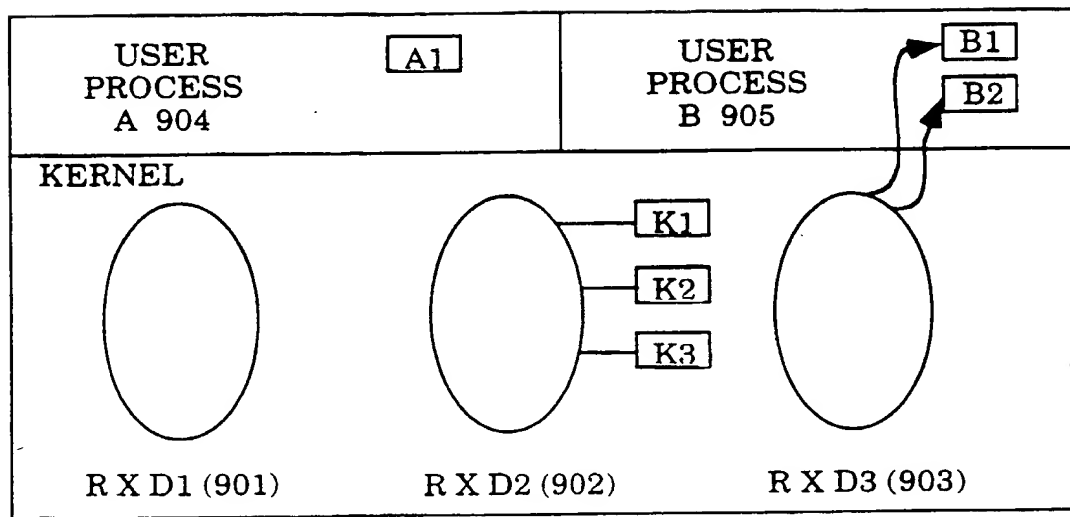 USER
PROCESS
A 904
A1
USER
PROCESS
B 905
B1
B2
KERNEL
K1
K2
K3
R X D1 (901)
R X D2 (902)
R X D3 (903)